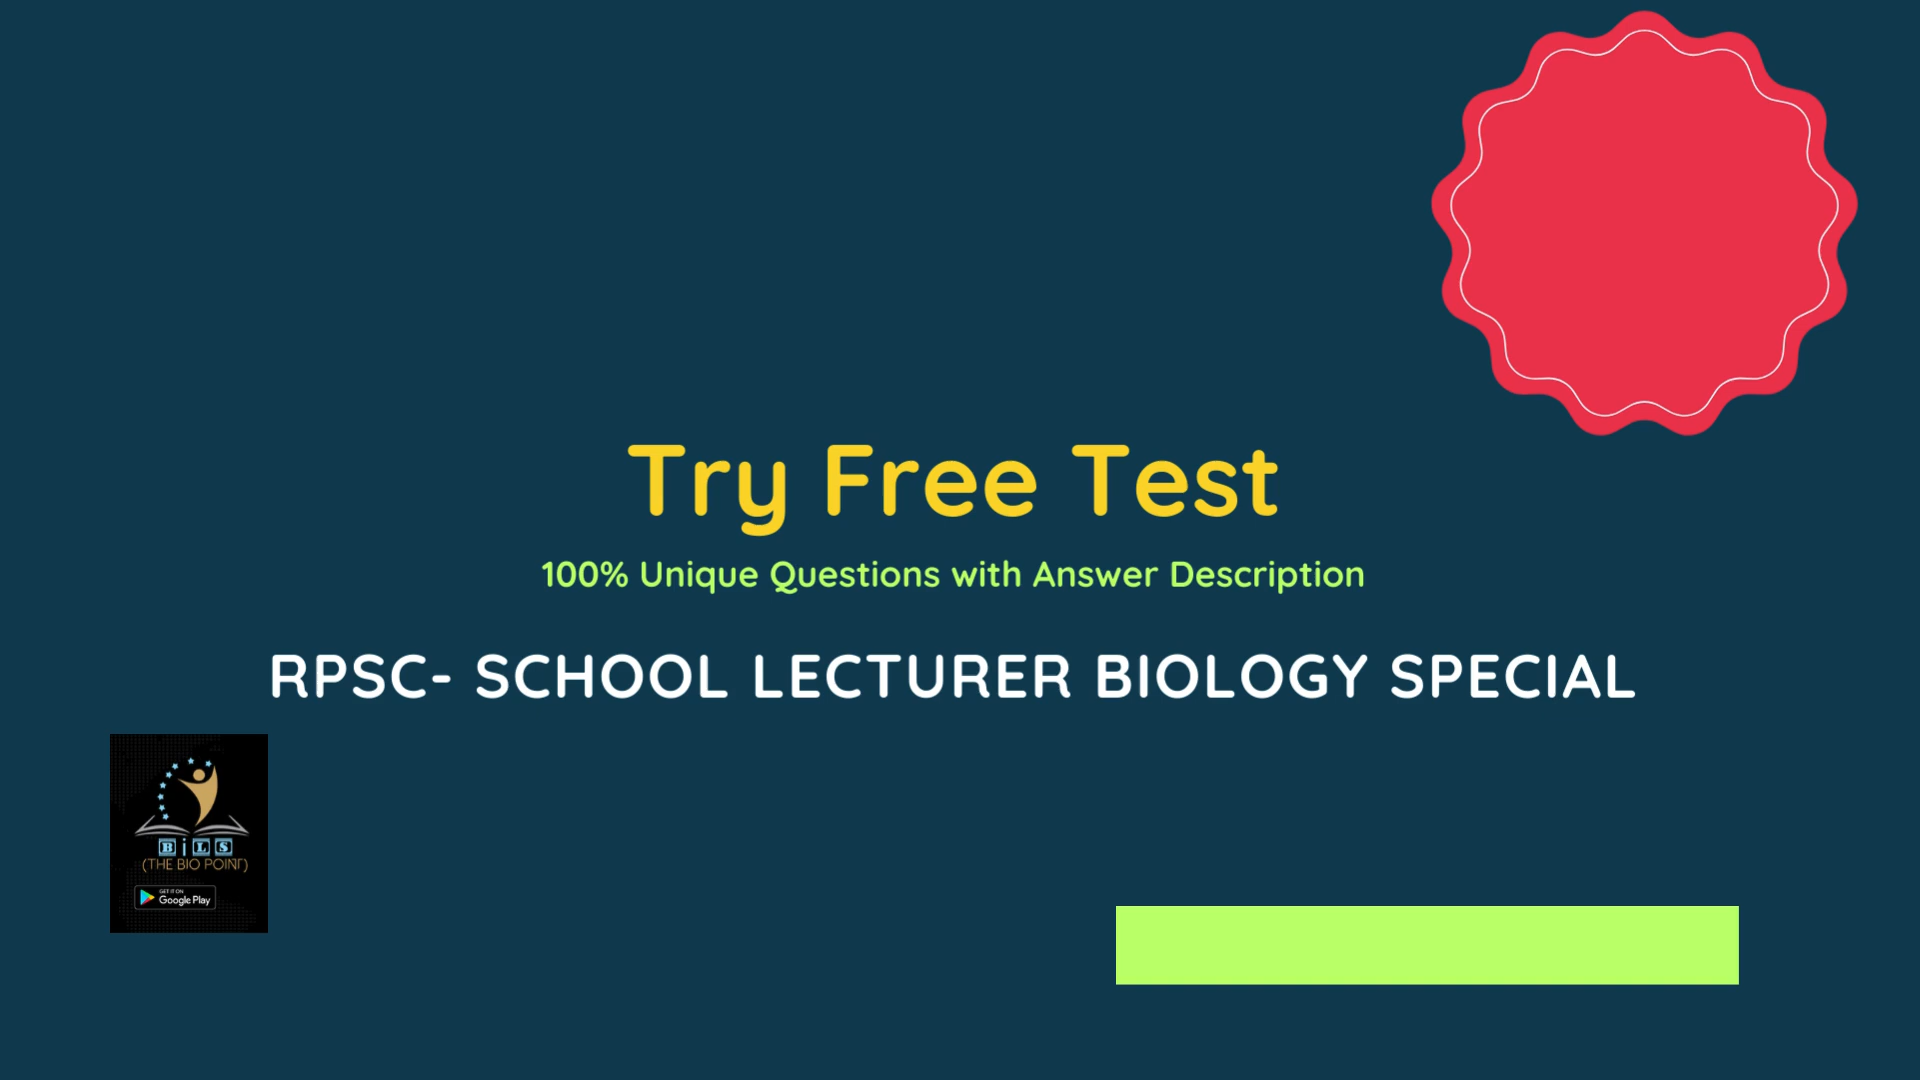 Try Free Test
100% Unique Questions with Answer Description
RPSC- SCHOOL LECTURER BIOLOGY SPECIAL
BiLS
(THE BIO POINT)
GET IT ON
Google Play